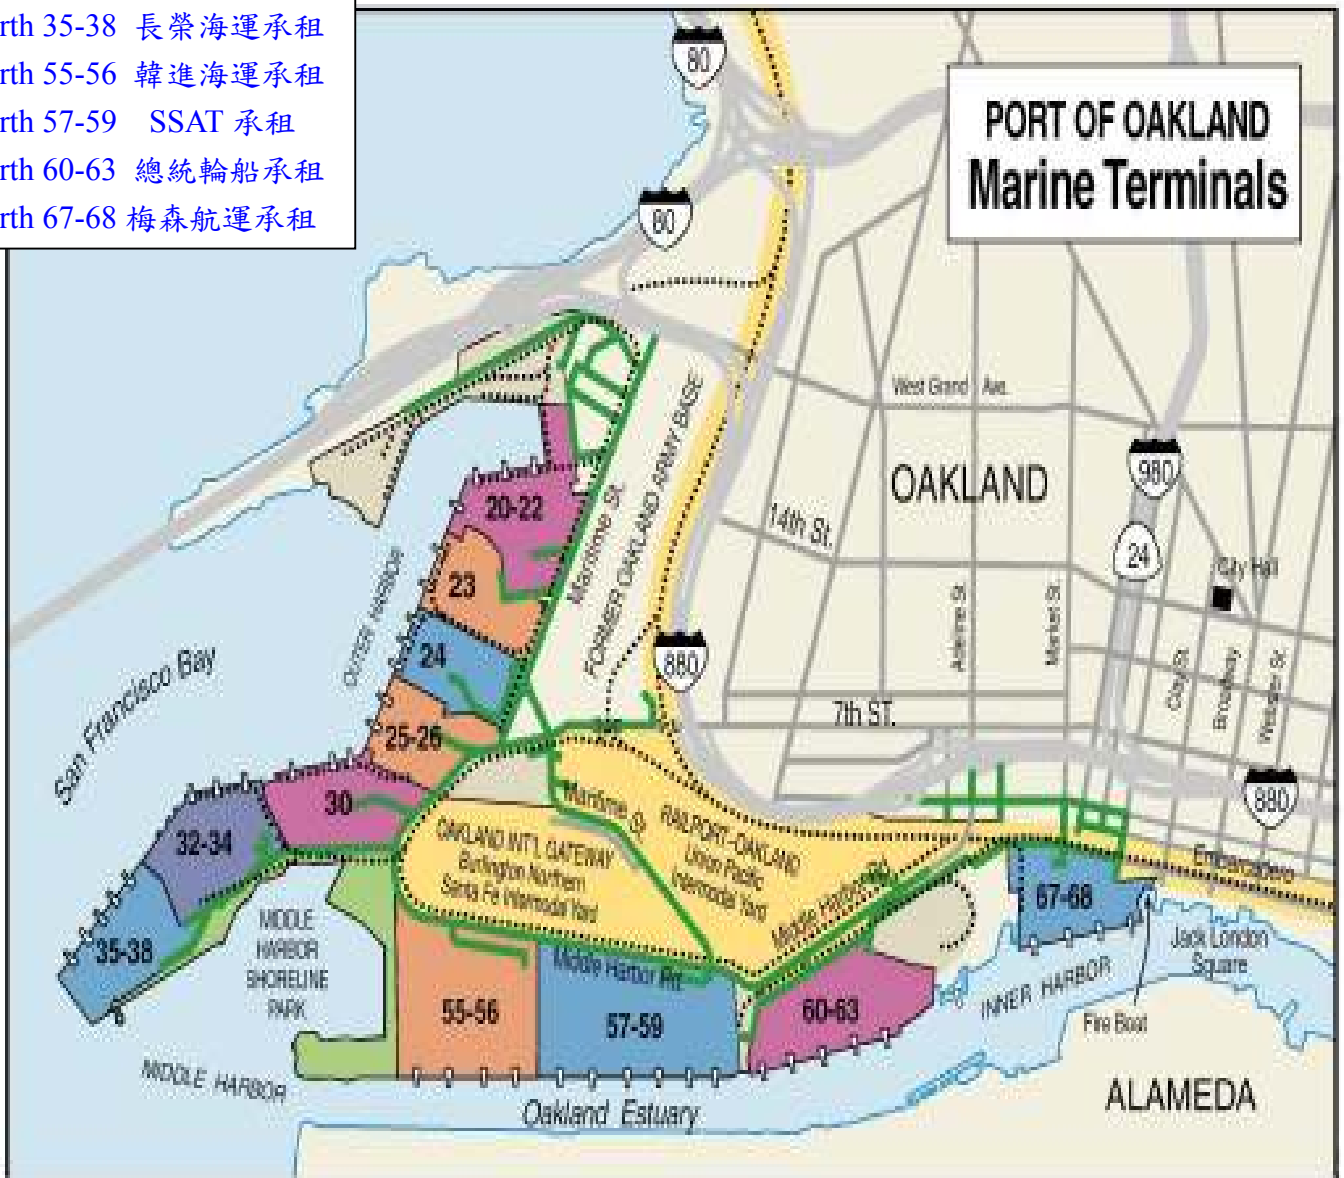 rth 35-38 長榮海運承租
rth 55-56 韓進海運承租
rth 57-59 SSAT 承租
rth 60-63 總統輪船承租
rth 67-68 梅森航運承租
80
PORT OF OAKLAND
Marine Terminals
80
West Grand Ave.
OAKLAND
980
24
14th St.
City Hall
FORMER OAKLAND ARMY BASE
Maritime St.
20-22
23
24
25-26
OUTER HARBOR
San Francisco Bay
880
Adeline St.
Market St.
Clay St.
Broadway
Webster St.
7th ST.
880
30
32-34
35-38
Maritime St.
OAKLAND INT'L GATEWAY
Burlington Northern
Santa Fe Intermodal Yard
RAILPORT-OAKLAND
Union Pacific
Intermodal Yard
Middle Harbor Rd.
Embarcadero
67-68
Jack London
Square
MIDDLE
HARBOR
SHORELINE
PARK
Middle Harbor Rd.
55-56
57-59
60-63
INNER HARBOR
Fire Boat
MIDDLE HARBOR
Oakland Estuary
ALAMEDA